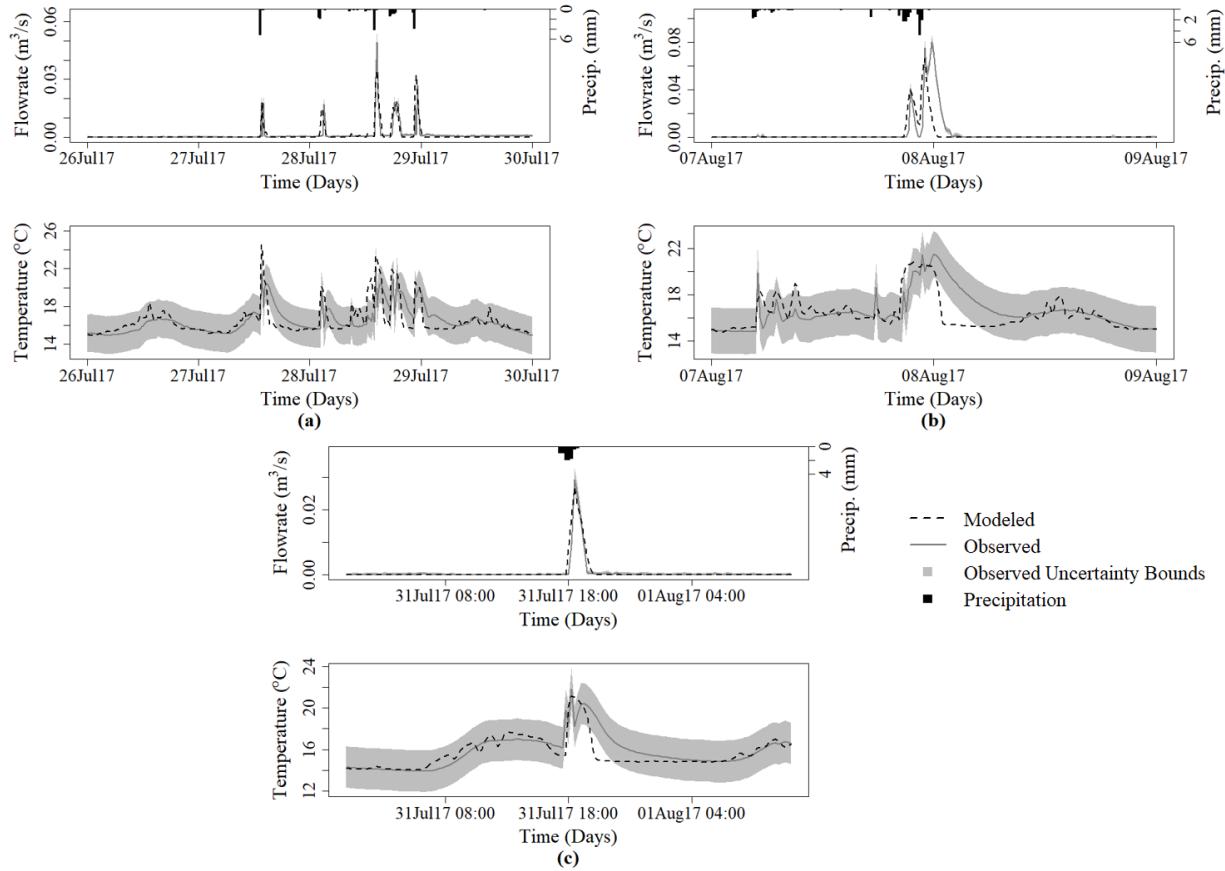 0.00 0.03 0.06
Flowrate (m³/s)
0 6
Precip. (mm)
26Jul17 27Jul17 28Jul17 29Jul17 30Jul17
Time (Days)
0.00 0.04 0.08
Flowrate (m³/s)
2 6
Precip. (mm)
07Aug17 08Aug17 09Aug17
Time (Days)
14 18 22 26
Temperature (°C)
26Jul17 27Jul17 28Jul17 29Jul17 30Jul17
Time (Days)
(a)
14 18 22
Temperature (°C)
07Aug17 08Aug17 09Aug17
Time (Days)
(b)
0.00 0.02
Flowrate (m³/s)
0 4
Precip. (mm)
31Jul17 08:00 31Jul17 18:00 01Aug17 04:00
Time (Days)
Modeled
Observed
Observed Uncertainty Bounds
Precipitation
12 16 20 24
Temperature (°C)
31Jul17 08:00 31Jul17 18:00 01Aug17 04:00
Time (Days)
(c)